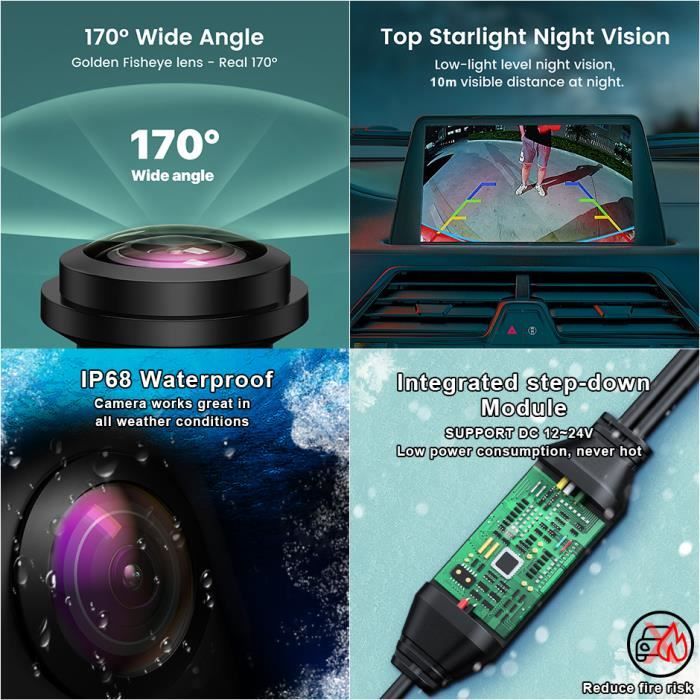 170° Wide Angle
Golden Fisheye lens - Real 170°
170°
Wide angle
Top Starlight Night Vision
Low-light level night vision,
10m visible distance at night.
IP68 Waterproof
Camera works great in
all weather conditions
Integrated step-down
Module
SUPPORT DC 12~24V
Low power consumption, never hot
Reduce fire risk